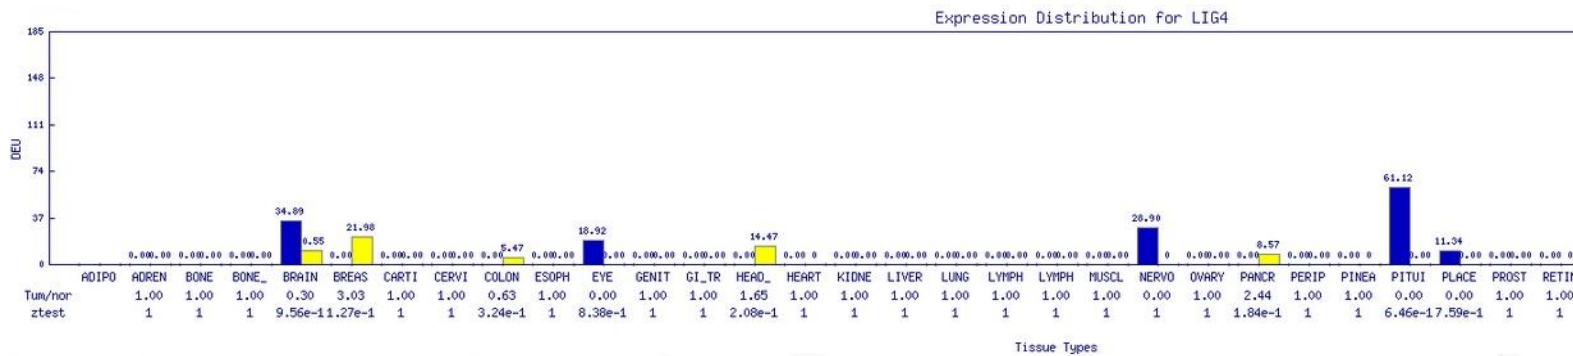 Expression Distribution for LIG4
185
148
111
DEU
74
61.12
37
34.89
28.90
21.98
18.92
14.47
11.34
8.57
5.47
0.55
0
ADIPO ADREN BONE BONE_ BRAIN BREAS CARTI CERVI COLON ESOPH EYE GENIT GI_TR HEAD_ HEART KIDNE LIVER LUNG LYMPH LYMPH MUSCL NERVO OVARY PANCR PERIP PINEA PITUI PLACE PROST RETIN
Tum/nor 1.00 1.00 1.00 0.30 3.03 1.00 1.00 0.63 1.00 0.00 1.00 1.00 1.65 1.00 1.00 1.00 1.00 1.00 1.00 1.00 0.00 1.00 2.44 1.00 1.00 0.00 0.00 1.00 1.00
ztest 1 1 1 9.56e-11.27e-1 1 1 3.24e-1 1 8.38e-1 1 1 2.08e-1 1 1 1 1 1 1 1 1 1 1.84e-1 1 1 6.46e-17.59e-1 1 1
Tissue Types